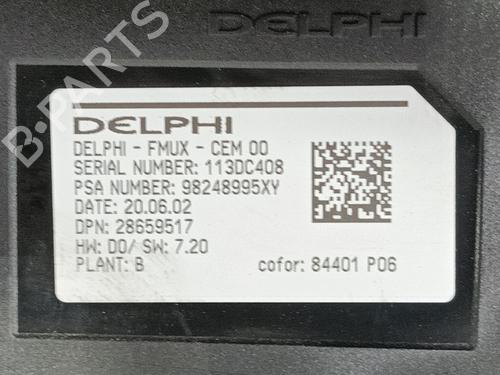 DELPHI
B-PARTS
DELPHI
DELPHI - FMUX - CEM 00
SERIAL NUMBER: 113DC408
PSA NUMBER: 98248995XY
DATE: 20.06.02
DPN: 28659517
HW: D0/ SW: 7.20
PLANT: B
cofor: 84401 P06